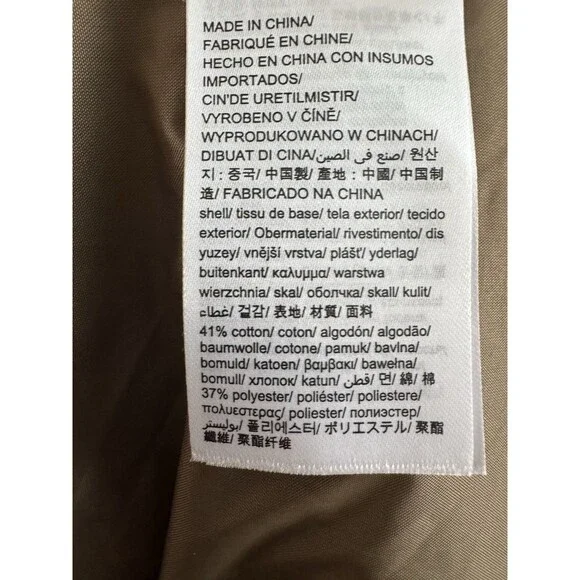 MADE IN CHINA/
FABRIQUÉ EN CHINE/
HECHO EN CHINA CON INSUMOS
IMPORTADOS/
CIN'DE URETILMISTIR/
VYROBENO V ČÍNĚ/
WYPRODUKOWANO W CHINACH/
DIBUAT DI CINA/صنع في الصين/ 원산
지 : 중국/ 中国製/ 產地 : 中國/ 中国制
造/ FABRICADO NA CHINA
shell/ tissu de base/ tela exterior/ tecido
exterior/ Obermaterial/ rivestimento/ dis
yuzey/ vnější vrstva/ plášť/ yderlag/
buitenkant/ καλυμμα/ warstwa
wierzchnia/ skal/ оболчка/ skall/ kulit/
غطاء/ 겉감/ 表地/ 材質/ 面料
41% cotton/ coton/ algodón/ algodão/
baumwolle/ cotone/ pamuk/ bavlna/
bomuld/ katoen/ βαμβακι/ bawełna/
bomull/ хлопок/ katun/ قطن/ 면/ 綿/ 棉
37% polyester/ poliéster/ poliestere/
πολυεστερας/ poliester/ полиэстер/
بوليستر/ 폴리에스터/ ポリエステル/ 聚酯
纖維/ 聚酯纤维